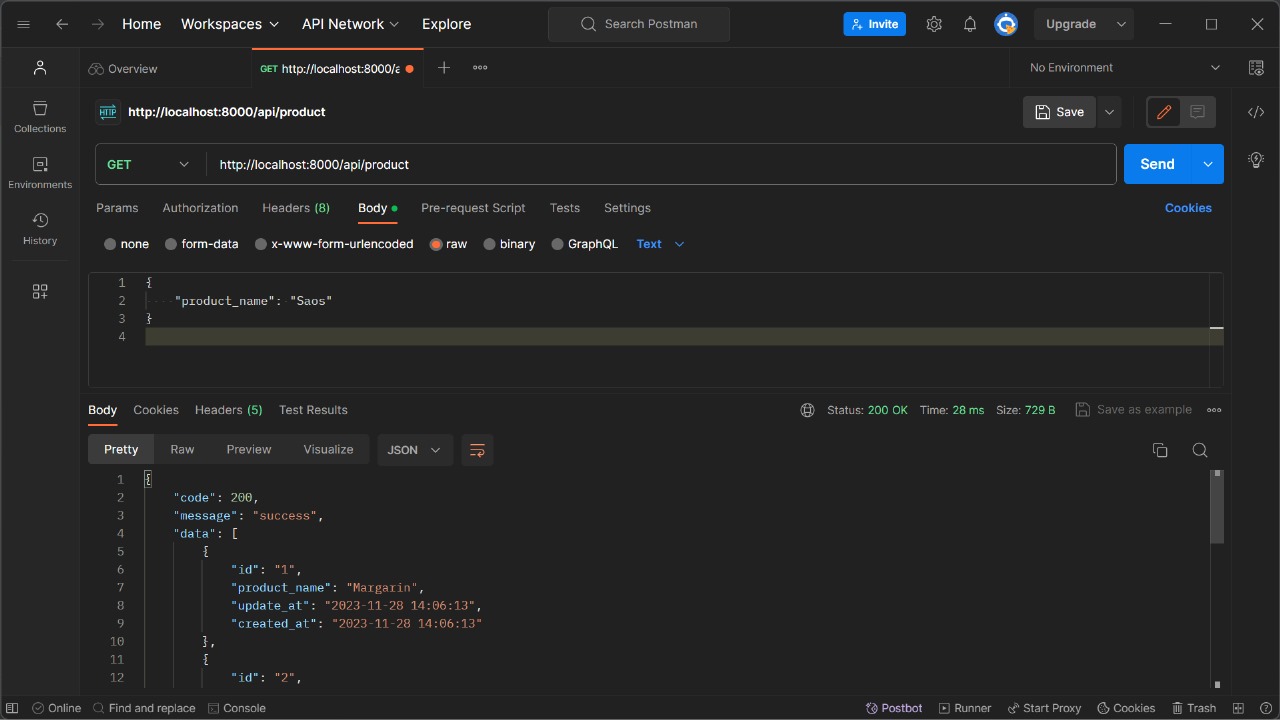 Home Workspaces API Network Explore Search Postman Invite Upgrade
Overview GET http://localhost:8000/a No Environment
HTTP http://localhost:8000/api/product Save
Collections
GET http://localhost:8000/api/product Send
Environments
Params Authorization Headers (8) Body Pre-request Script Tests Settings Cookies
History
none form-data x-www-form-urlencoded raw binary GraphQL Text
1 {
2 "product_name": "Saos"
3 }
4
Body Cookies Headers (5) Test Results Status: 200 OK Time: 28 ms Size: 729 B Save as example
Pretty Raw Preview Visualize JSON
1 {
2 "code": 200,
3 "message": "success",
4 "data": [
5 {
6 "id": "1",
7 "product_name": "Margarin",
8 "update_at": "2023-11-28 14:06:13",
9 "created_at": "2023-11-28 14:06:13"
10 },
11 {
12 "id": "2",
Online Find and replace Console Postbot Runner Start Proxy Cookies Trash